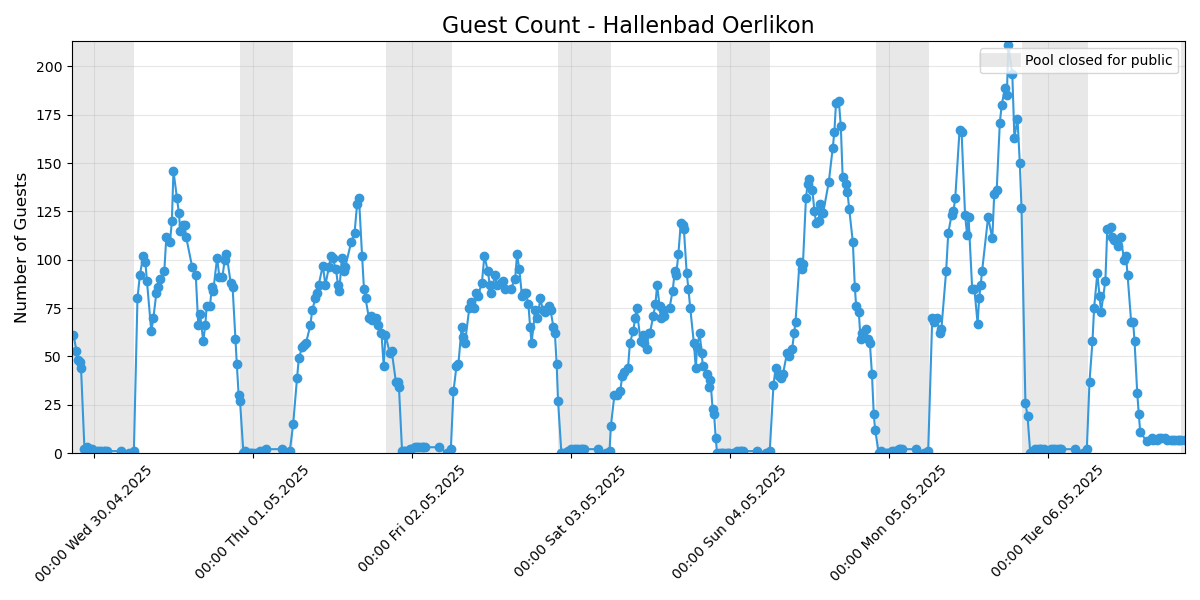 Guest Count - Hallenbad Oerlikon
Pool closed for public
Number of Guests
200
175
150
125
100
75
50
25
0
00:00 Wed 30.04.2025
00:00 Thu 01.05.2025
00:00 Fri 02.05.2025
00:00 Sat 03.05.2025
00:00 Sun 04.05.2025
00:00 Mon 05.05.2025
00:00 Tue 06.05.2025